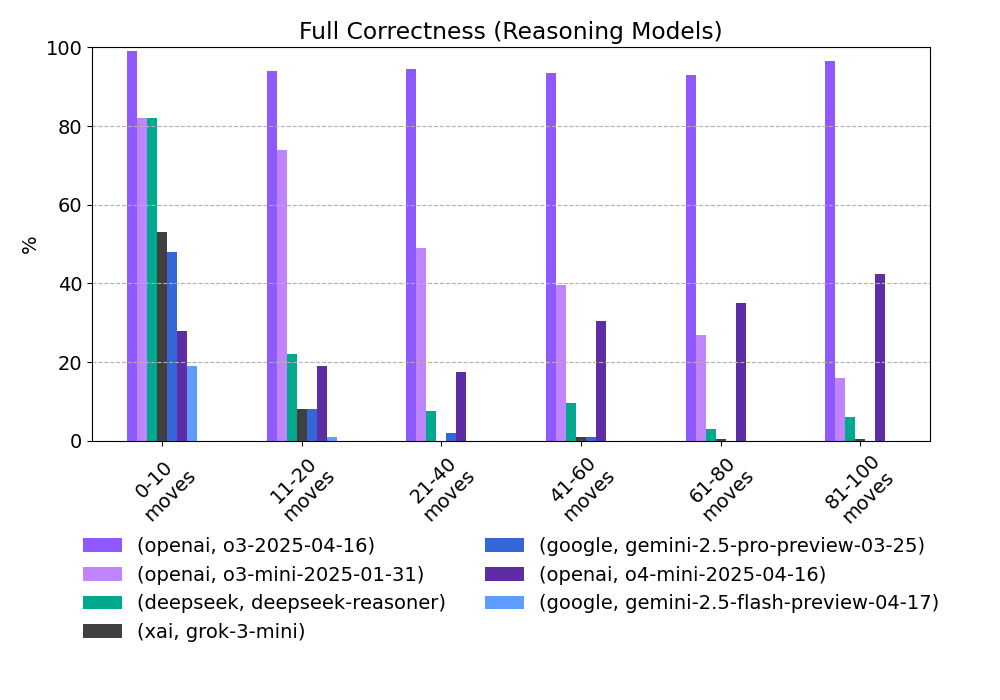 Full Correctness (Reasoning Models)
100
80
60
40
20
0
%
0-10
moves
11-20
moves
21-40
moves
41-60
moves
61-80
moves
81-100
moves
(openai, o3-2025-04-16)
(openai, o3-mini-2025-01-31)
(deepseek, deepseek-reasoner)
(xai, grok-3-mini)
(google, gemini-2.5-pro-preview-03-25)
(openai, o4-mini-2025-04-16)
(google, gemini-2.5-flash-preview-04-17)